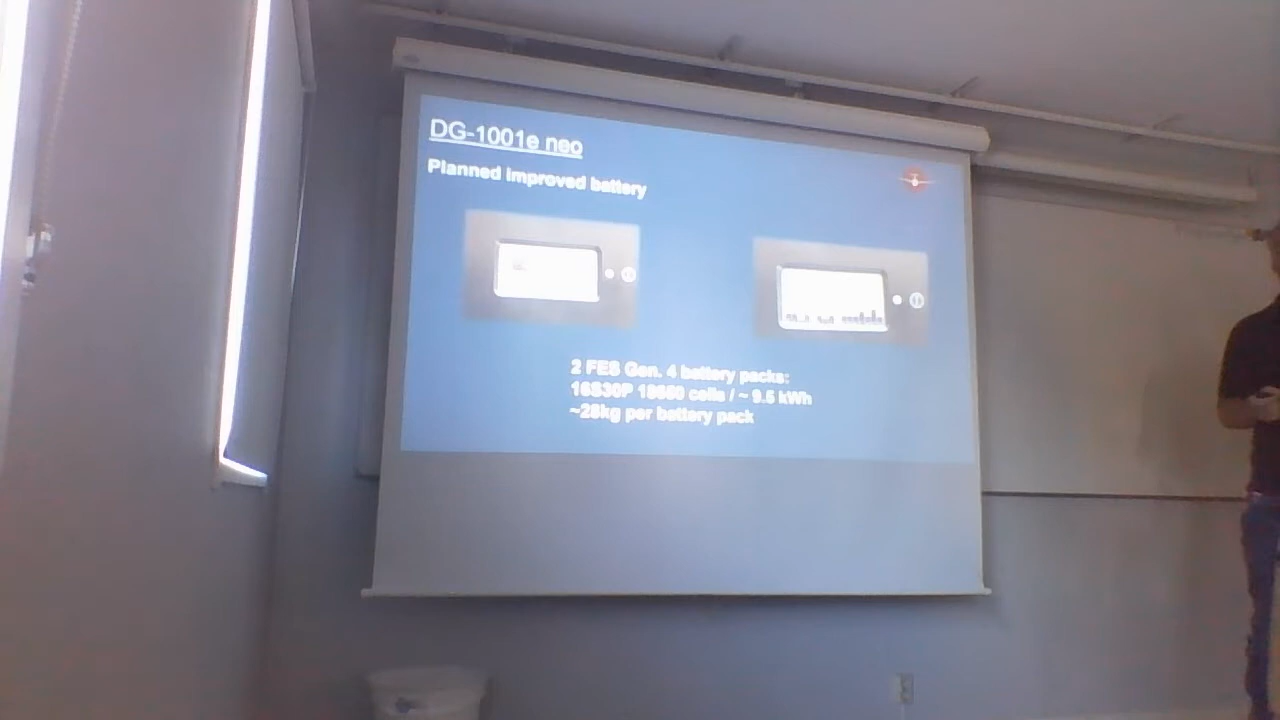 DG-1001e neo
Planned improved battery
2 FES Gen. 4 battery packs:
16S30P 18650 cells / ~ 9.5 kWh
~28kg per battery pack